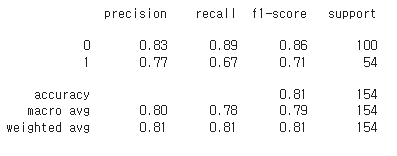 precision recall f1-score support
0 0.83 0.89 0.86 100
1 0.77 0.67 0.71 54
accuracy 0.81 154
macro avg 0.80 0.78 0.79 154
weighted avg 0.81 0.81 0.81 154